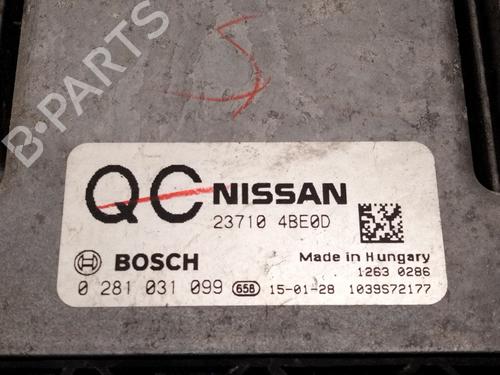 B-PARTS
QC NISSAN
23710 4BE0D
BOSCH
Made in Hungary
1263 0286
0 281 031 099 658 15-01-28 1039S72177